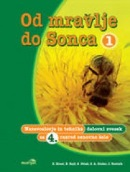 Od mravlje
do Sonca 1
Naravoslovje in tehnika
delovni zvezek
za 4. razred osnovne šole